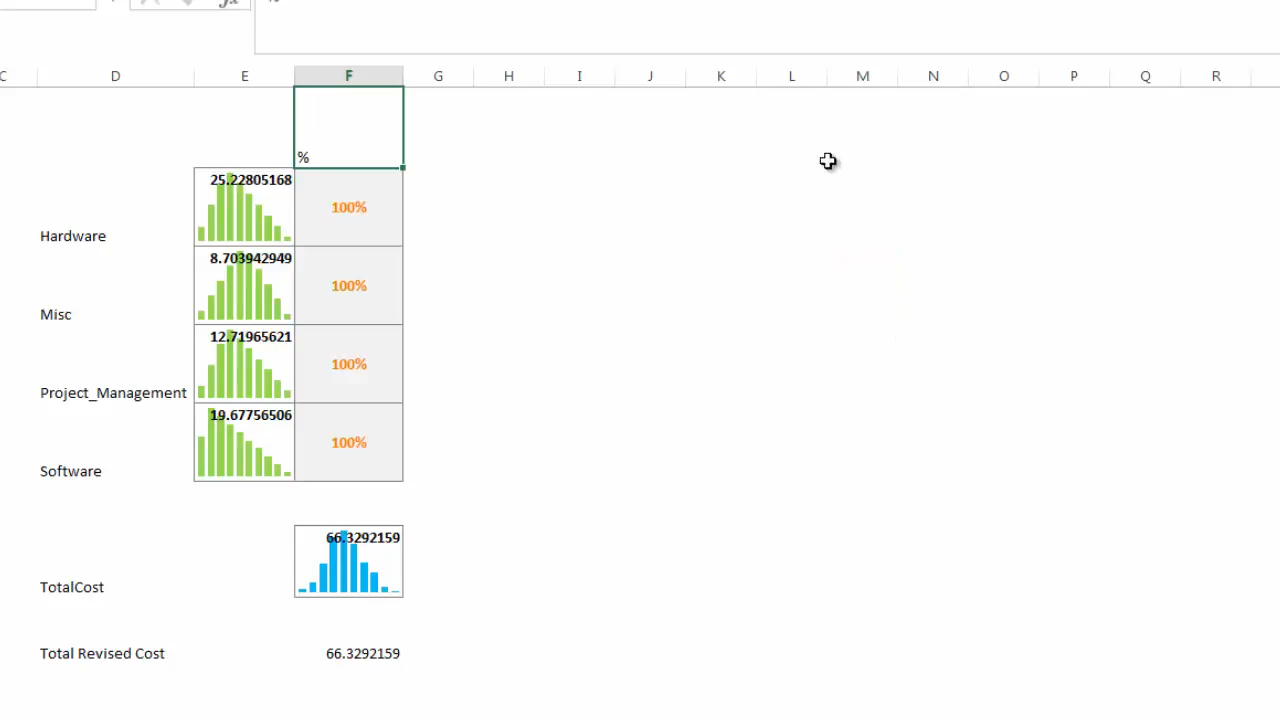 C D E F G H I J K L M N O P Q R
%
25.22805168
Hardware 100%
8.703942949
Misc 100%
12.71965621
Project_Management 100%
19.67756506
Software 100%
66.3292159
TotalCost
Total Revised Cost 66.3292159